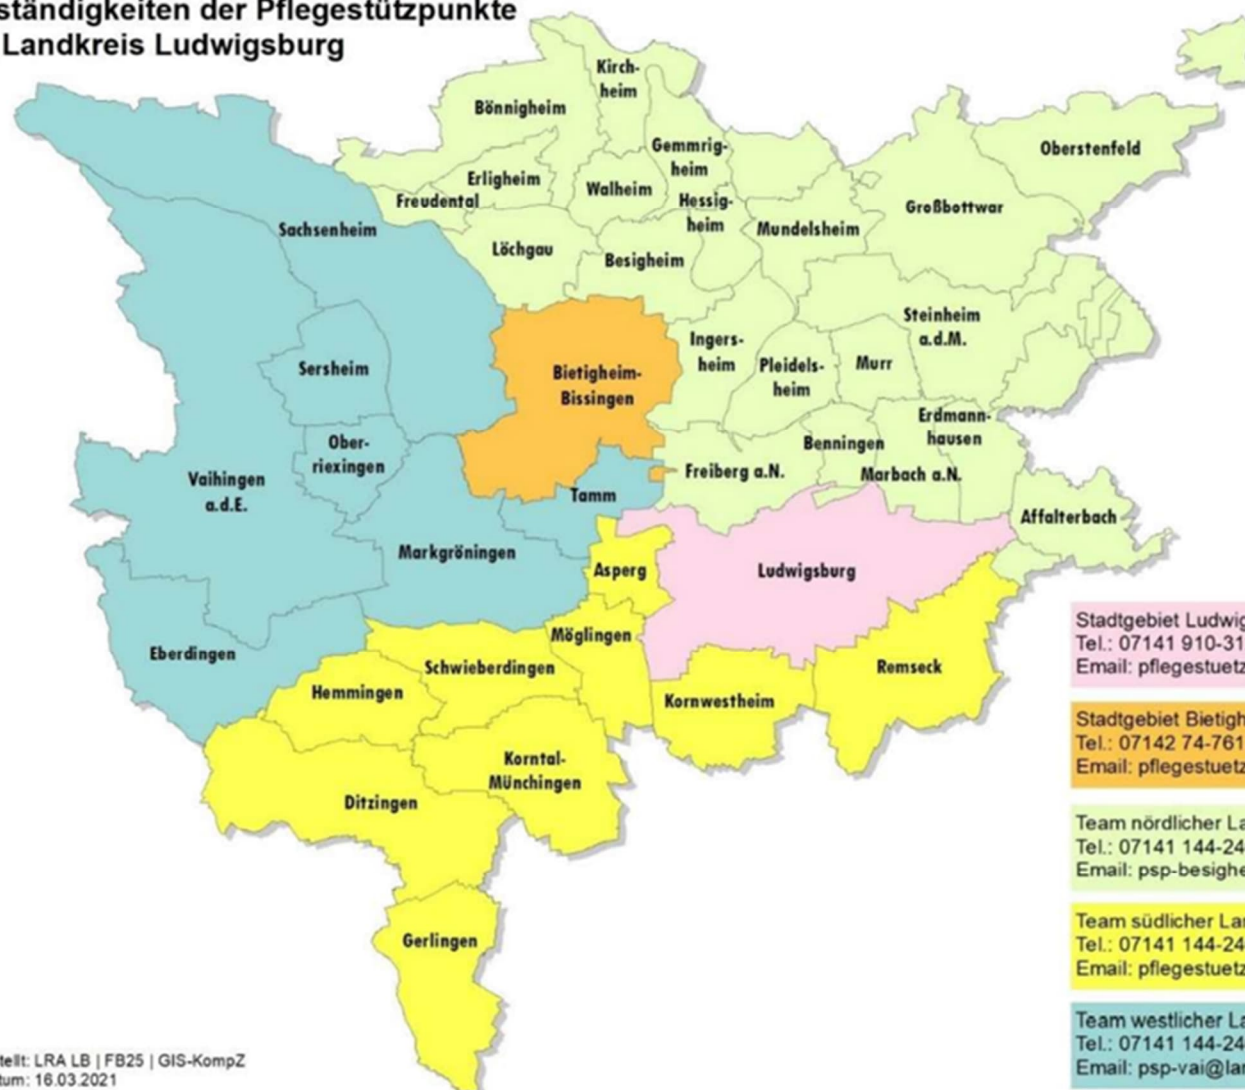 ständigkeiten der Pflegestützpunkte
Landkreis Ludwigsburg
Kirch-
heim
Bönnigheim
Gemmrig-
heim
Oberstenfeld
Erligheim
Walheim
Freudental
Hessig-
heim
Großbottwar
Sachsenheim
Mundelsheim
Löchgau
Besigheim
Steinheim
a.d.M.
Ingers-
heim
Sersheim
Pleidels-
heim
Murr
Bietigheim-
Bissingen
Erdmann-
hausen
Ober-
riexingen
Benningen
Freiberg a.N.
Marbach a.N.
Vaihingen
a.d.E.
Tamm
Affalterbach
Markgröningen
Asperg
Ludwigsburg
Möglingen
Eberdingen
Schwieberdingen
Remseck
Hemmingen
Kornwestheim
Korntal-
Münchingen
Ditzingen
Gerlingen
Stadtgebiet Ludwig
Tel.: 07141 910-31
Email: pflegestuetz
Stadtgebiet Bietigh
Tel.: 07142 74-761
Email: pflegestuetz
Team nördlicher La
Tel.: 07141 144-24
Email: psp-besighe
Team südlicher Lan
Tel.: 07141 144-24
Email: pflegestuetz
Team westlicher La
Tel.: 07141 144-24
Email: psp-vai@lan
tellt: LRA LB | FB25 | GIS-KompZ
tum: 16.03.2021